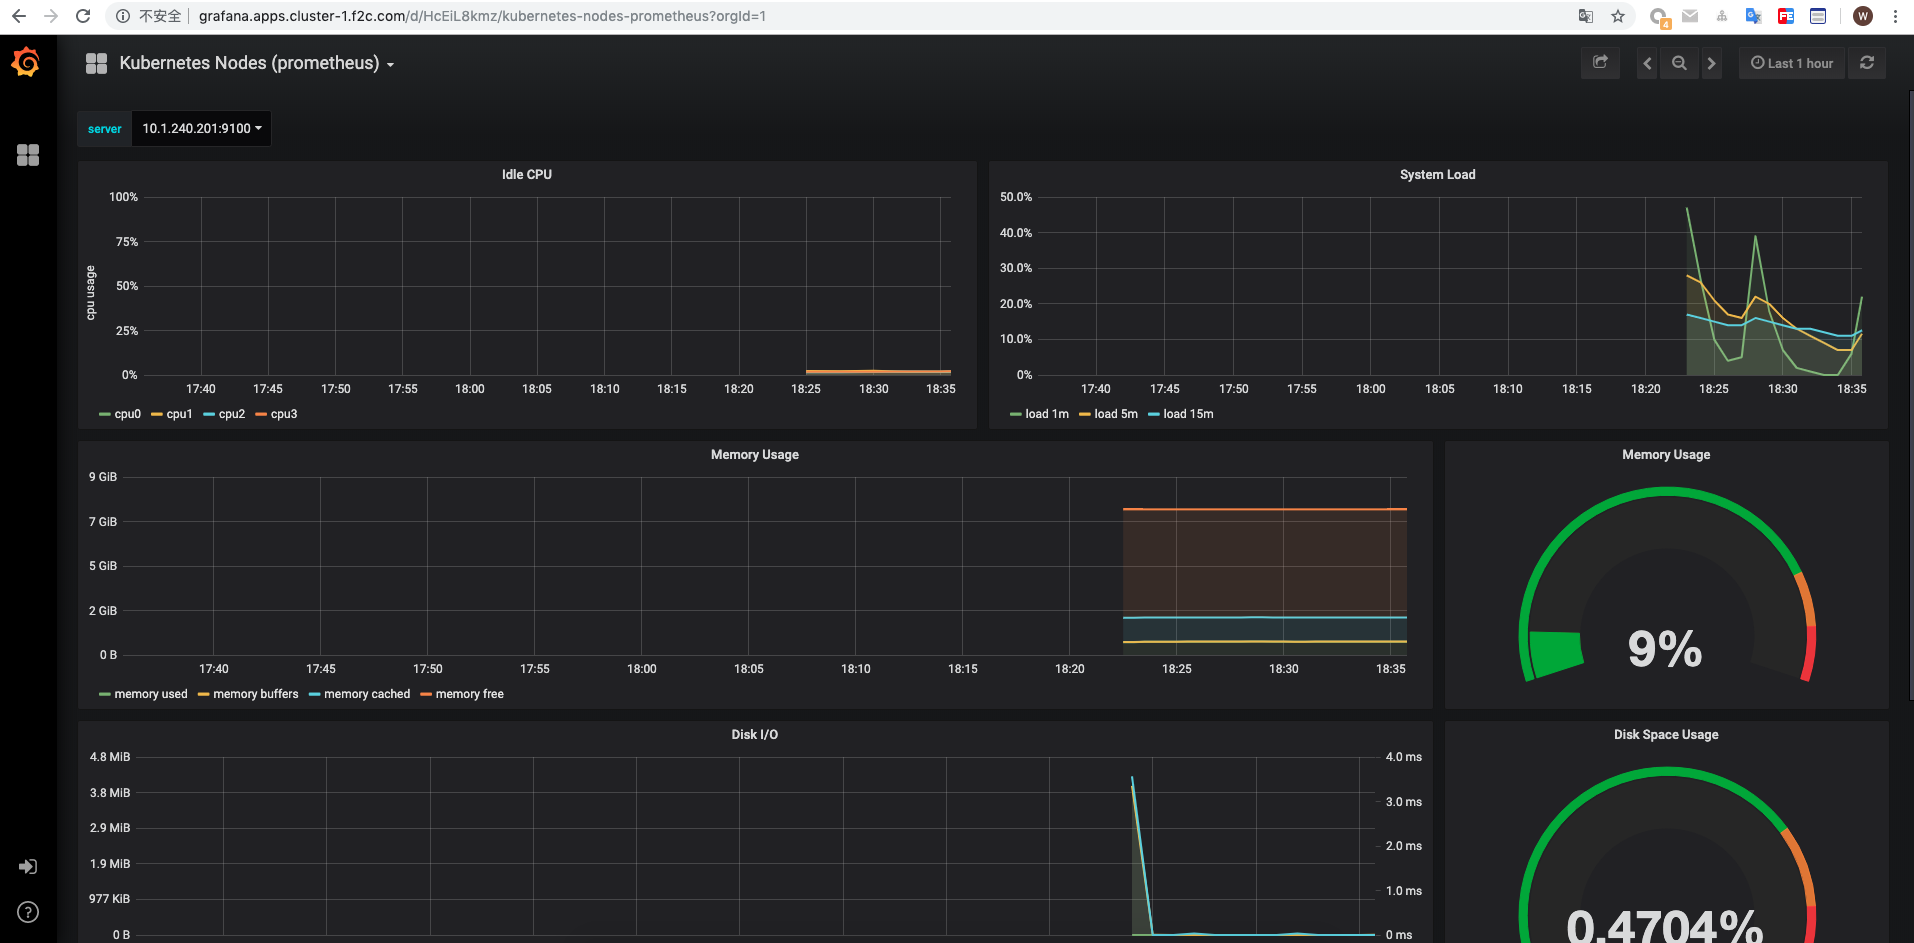 不安全 grafana.apps.cluster-1.f2c.com/d/HcEiL8kmz/kubernetes-nodes-prometheus?orgId=1
4
FE
W
Kubernetes Nodes (prometheus)
Last 1 hour
server 10.1.240.201:9100
Idle CPU
cpu usage
100%
75%
50%
25%
0%
17:40 17:45 17:50 17:55 18:00 18:05 18:10 18:15 18:20 18:25 18:30 18:35
cpu0 cpu1 cpu2 cpu3
System Load
50.0%
40.0%
30.0%
20.0%
10.0%
0%
17:40 17:45 17:50 17:55 18:00 18:05 18:10 18:15 18:20 18:25 18:30 18:35
load 1m load 5m load 15m
Memory Usage
9 GiB
7 GiB
5 GiB
2 GiB
0 B
17:40 17:45 17:50 17:55 18:00 18:05 18:10 18:15 18:20 18:25 18:30 18:35
memory used memory buffers memory cached memory free
Memory Usage
9%
Disk I/O
4.8 MiB
3.8 MiB
2.9 MiB
1.9 MiB
977 KiB
0 B
4.0 ms
3.0 ms
2.0 ms
1.0 ms
0 ms
Disk Space Usage
0.4704%